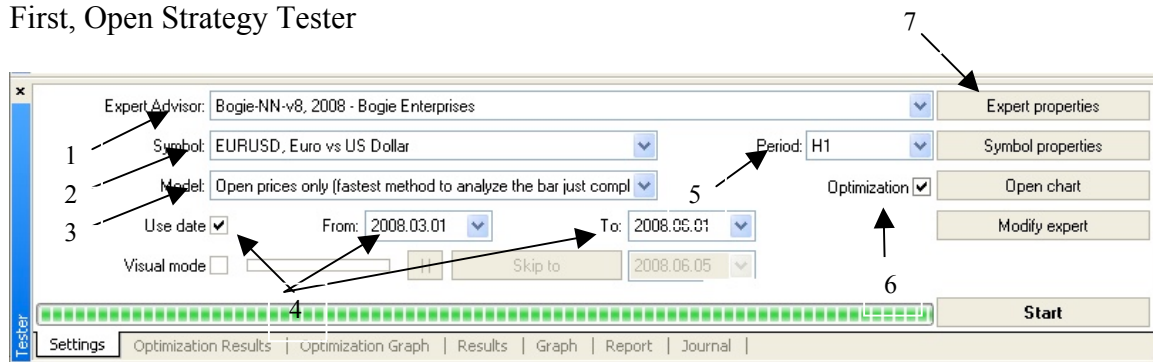 First, Open Strategy Tester
7
x
Expert Advisor: Bogie-NN-v8, 2008 - Bogie Enterprises Expert properties
1
Symbol: EURUSD, Euro vs US Dollar Period: H1 Symbol properties
2
Model: Open prices only (fastest method to analyze the bar just compl Optimization Open chart
3 5
Use date From: 2008.03.01 To: 2008.06.01 Modify expert
Visual mode Skip to 2008.06.05
4 6
Start
Tester
Settings | Optimization Results | Optimization Graph | Results | Graph | Report | Journal |